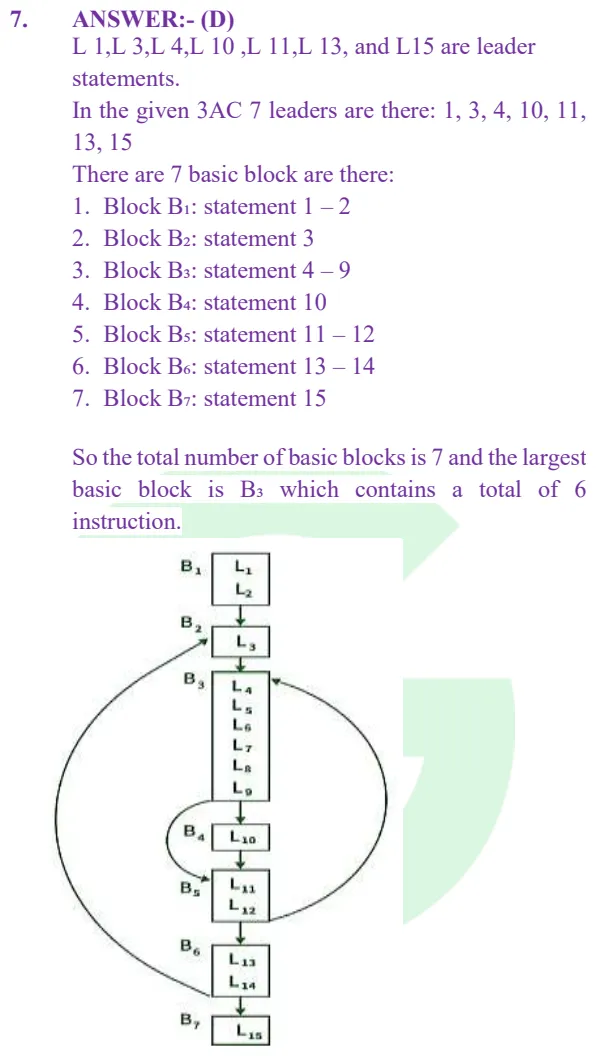 7. ANSWER:- (D)
L 1,L 3,L 4,L 10 ,L 11,L 13, and L15 are leader
statements.
In the given 3AC 7 leaders are there: 1, 3, 4, 10, 11,
13, 15
There are 7 basic block are there:
1. Block B₁: statement 1 – 2
2. Block B₂: statement 3
3. Block B₃: statement 4 – 9
4. Block B₄: statement 10
5. Block B₅: statement 11 – 12
6. Block B₆: statement 13 – 14
7. Block B₇: statement 15
So the total number of basic blocks is 7 and the largest
basic block is B₃ which contains a total of 6
instruction.
B₁ L₁
L₂
B₂
L₃
B₃
L₄
L₅
L₆
L₇
L₈
L₉
B₄ L₁₀
B₅ L₁₁
L₁₂
B₆
L₁₃
L₁₄
B₇
L₁₅